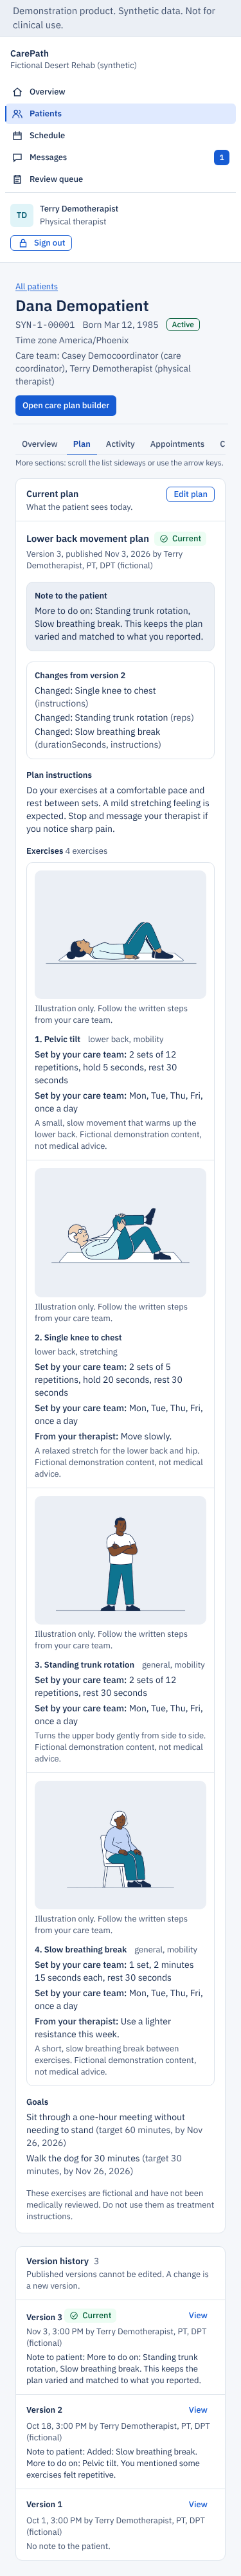 Demonstration product. Synthetic data. Not for
clinical use.
CarePath
Fictional Desert Rehab (synthetic)
Overview
Patients
Schedule
Messages 1
Review queue
TD
Terry Demotherapist
Physical therapist
Sign out
All patients
Dana Demopatient
SYN-1-00001 Born Mar 12, 1985 Active
Time zone America/Phoenix
Care team: Casey Democoordinator (care
coordinator), Terry Demotherapist (physical
therapist)
Open care plan builder
Overview Plan Activity Appointments C
More sections: scroll the list sideways or use the arrow keys.
Current plan Edit plan
What the patient sees today.
Lower back movement plan Current
Version 3, published Nov 3, 2026 by Terry
Demotherapist, PT, DPT (fictional)
Note to the patient
More to do on: Standing trunk rotation,
Slow breathing break. This keeps the plan
varied and matched to what you reported.
Changes from version 2
Changed: Single knee to chest
(instructions)
Changed: Standing trunk rotation (reps)
Changed: Slow breathing break
(durationSeconds, instructions)
Plan instructions
Do your exercises at a comfortable pace and
rest between sets. A mild stretching feeling is
expected. Stop and message your therapist if
you notice sharp pain.
Exercises 4 exercises
Illustration only. Follow the written steps
from your care team.
1. Pelvic tilt lower back, mobility
Set by your care team: 2 sets of 12
repetitions, hold 5 seconds, rest 30
seconds
Set by your care team: Mon, Tue, Thu, Fri,
once a day
A small, slow movement that warms up the
lower back. Fictional demonstration content,
not medical advice.
Illustration only. Follow the written steps
from your care team.
2. Single knee to chest
lower back, stretching
Set by your care team: 2 sets of 5
repetitions, hold 20 seconds, rest 30
seconds
Set by your care team: Mon, Tue, Thu, Fri,
once a day
From your therapist: Move slowly.
A relaxed stretch for the lower back and hip.
Fictional demonstration content, not medical
advice.
Illustration only. Follow the written steps
from your care team.
3. Standing trunk rotation general, mobility
Set by your care team: 2 sets of 12
repetitions, rest 30 seconds
Set by your care team: Mon, Tue, Thu, Fri,
once a day
Turns the upper body gently from side to side.
Fictional demonstration content, not medical
advice.
Illustration only. Follow the written steps
from your care team.
4. Slow breathing break general, mobility
Set by your care team: 1 set, 2 minutes
15 seconds each, rest 30 seconds
Set by your care team: Mon, Tue, Thu, Fri,
once a day
From your therapist: Use a lighter
resistance this week.
A short, slow breathing break between
exercises. Fictional demonstration content,
not medical advice.
Goals
Sit through a one-hour meeting without
needing to stand (target 60 minutes, by Nov
26, 2026)
Walk the dog for 30 minutes (target 30
minutes, by Nov 26, 2026)
These exercises are fictional and have not been
medically reviewed. Do not use them as treatment
instructions.
Version history 3
Published versions cannot be edited. A change is
a new version.
Version 3 Current View
Nov 3, 3:00 PM by Terry Demotherapist, PT, DPT
(fictional)
Note to patient: More to do on: Standing trunk
rotation, Slow breathing break. This keeps the
plan varied and matched to what you reported.
Version 2 View
Oct 18, 3:00 PM by Terry Demotherapist, PT, DPT
(fictional)
Note to patient: Added: Slow breathing break.
More to do on: Pelvic tilt. You mentioned some
exercises felt repetitive.
Version 1 View
Oct 1, 3:00 PM by Terry Demotherapist, PT, DPT
(fictional)
No note to the patient.